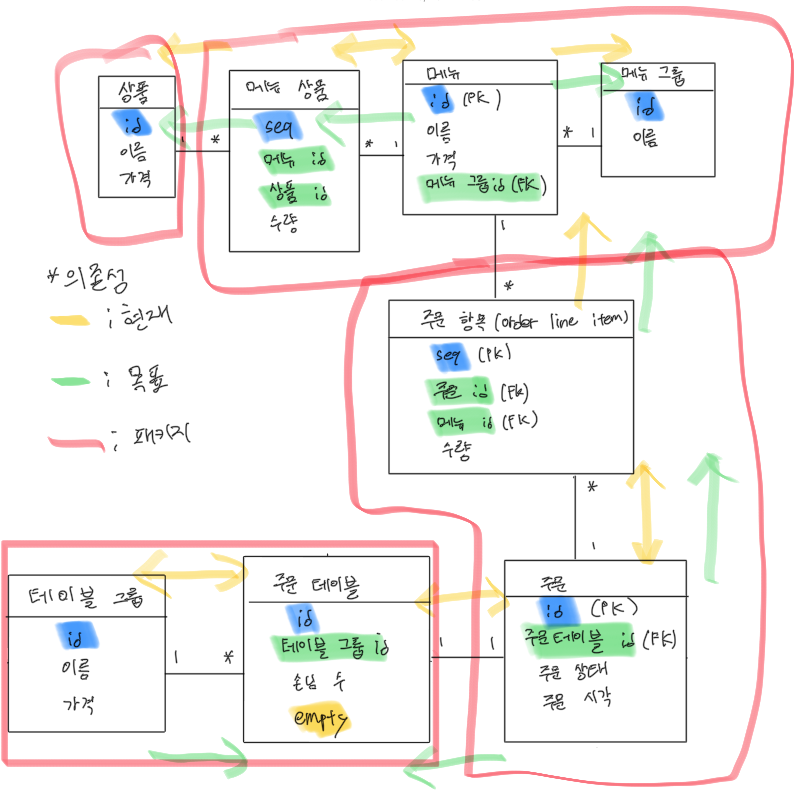 상품
id
이름
가격
메뉴 상품
seq
메뉴 id
상품 id
수량
메뉴
id (PK)
이름
가격
메뉴 그룹id (FK)
메뉴 그룹
id
이름
1
*
*
1
*
1
1
*
* 의존성
; 현재
; 목표
; 패키지
주문 항목 (order line item)
seq (PK)
주문 id (FK)
메뉴 id (FK)
수량
*
1
테이블 그룹
id
이름
가격
1
*
주문 테이블
id
테이블 그룹 id
손님 수
empty
1
1
주문
id (PK)
주문테이블 id (FK)
주문 상태
주문 시각